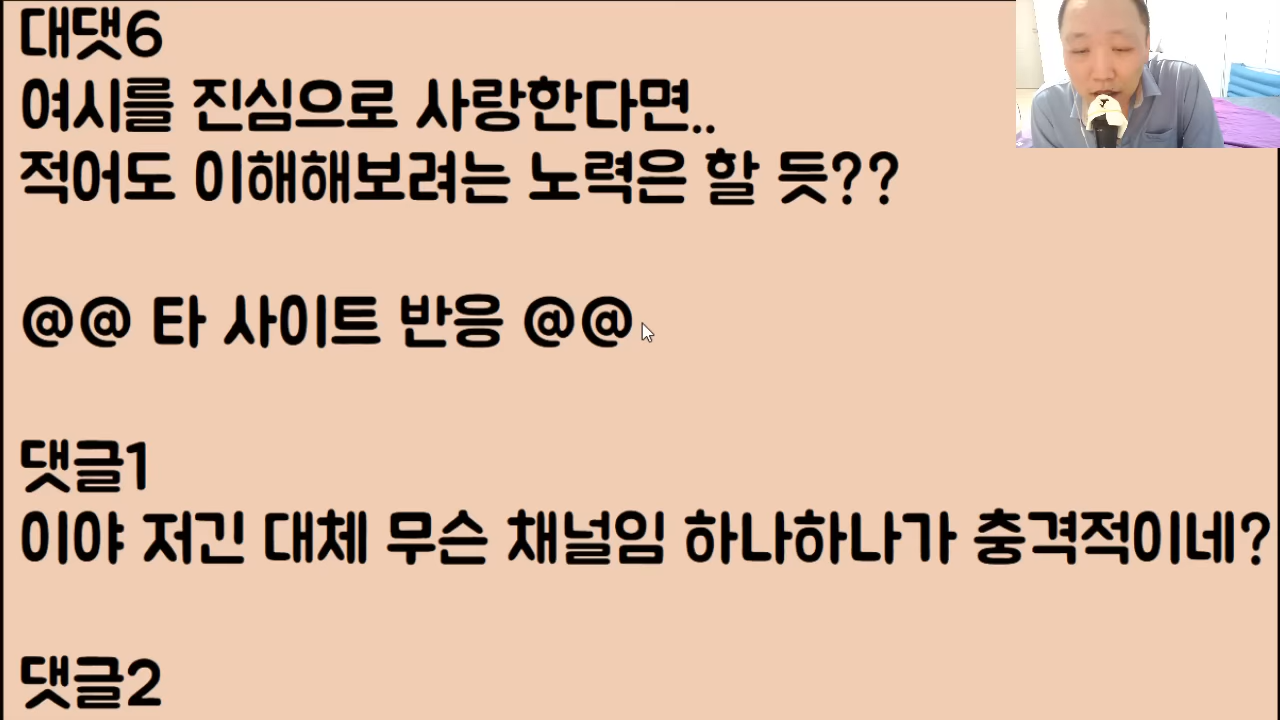 대댓6
여시를 진심으로 사랑한다면..
적어도 이해해보려는 노력은 할 듯??
@@ 타 사이트 반응 @@
댓글1
이야 저긴 대체 무슨 채널임 하나하나가 충격적이네?
댓글2